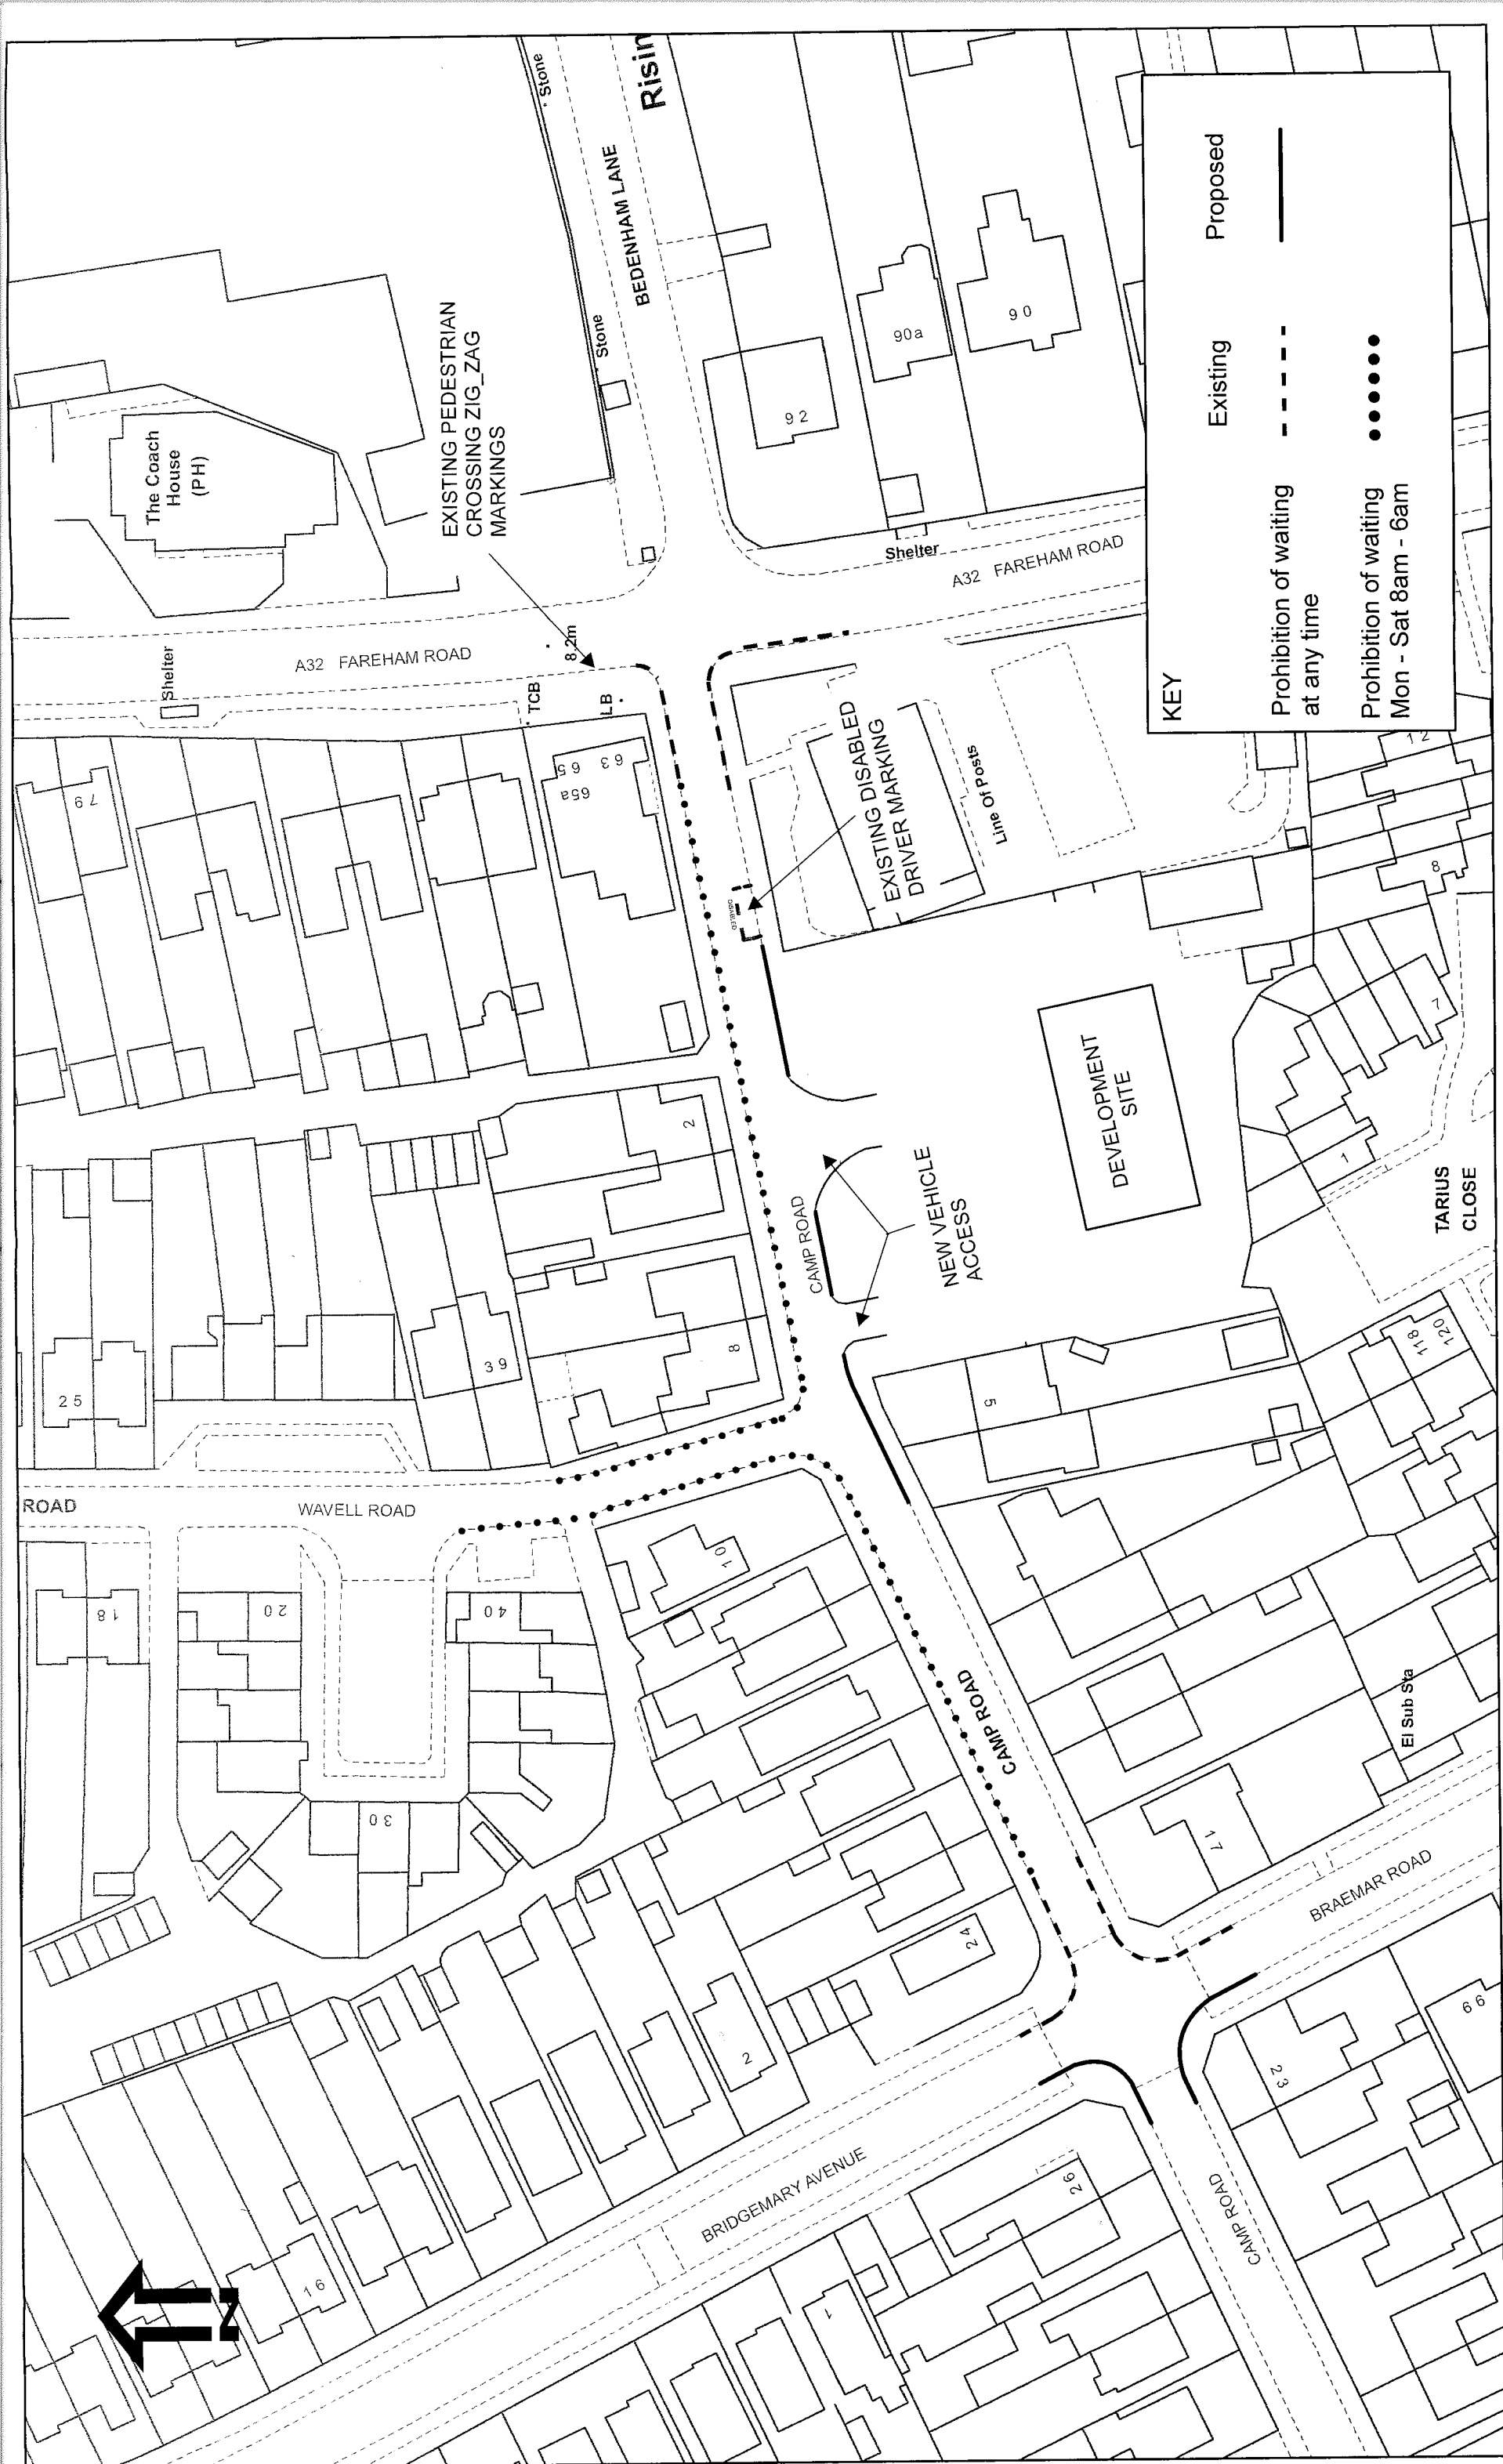 ROAD
WAVELL ROAD
A32 FAREHAM ROAD
A32 FAREHAM ROAD
BEDENHAM LANE
Risin
Stone
Stone
The Coach
House
(PH)
EXISTING PEDESTRIAN
CROSSING ZIG_ZAG
MARKINGS
Shelter
Shelter
8.2m
TCB
LB
79
65
63
65a
92
90a
90
EXISTING DISABLED
DRIVER MARKING
DISABLED
Line Of Posts
DEVELOPMENT
SITE
NEW VEHICLE
ACCESS
CAMP ROAD
CAMP ROAD
CAMP ROAD
TARIUS
CLOSE
BRAEMAR ROAD
BRIDGEMARY AVENUE
El Sub Sta
25
39
2
8
18
20
40
30
10
24
2
16
1
26
5
17
23
66
118
120
1
7
8
12
N
KEY
Existing
Proposed
Prohibition of waiting
at any time
Prohibition of waiting
Mon - Sat 8am - 6am